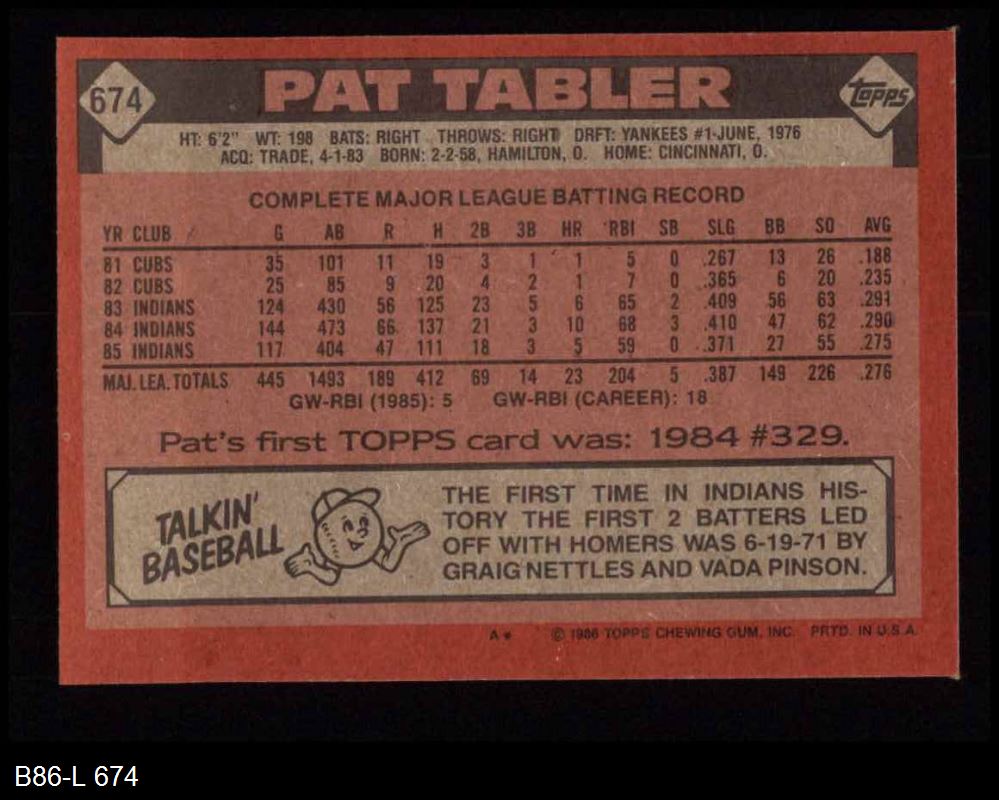 674
PAT TABLER
Topps
HT: 6'2" WT: 198 BATS: RIGHT THROWS: RIGHT DRFT: YANKEES #1-JUNE, 1976
ACQ: TRADE, 4-1-83 BORN: 2-2-58, HAMILTON, O. HOME: CINCINNATI, O.
COMPLETE MAJOR LEAGUE BATTING RECORD
YR CLUB G AB R H 2B 3B HR RBI SB SLG BB SO AVG
81 CUBS 35 101 11 19 3 1 1 5 0 .267 13 26 .188
82 CUBS 25 85 9 20 4 2 1 7 0 .365 6 20 .235
83 INDIANS 124 430 56 125 23 5 6 65 2 .409 56 63 .291
84 INDIANS 144 473 66 137 21 3 10 68 3 .410 47 62 .290
85 INDIANS 117 404 47 111 18 3 5 59 0 .371 27 55 .275
MAJ. LEA. TOTALS 445 1493 189 412 69 14 23 204 5 .387 149 226 .276
GW-RBI (1985): 5 GW-RBI (CAREER): 18
Pat's first TOPPS card was: 1984 #329.
TALKIN'
BASEBALL
THE FIRST TIME IN INDIANS HIS-
TORY THE FIRST 2 BATTERS LED
OFF WITH HOMERS WAS 6-19-71 BY
GRAIG NETTLES AND VADA PINSON.
A* © 1986 TOPPS CHEWING GUM, INC. PRTD. IN U.S.A.
B86-L 674